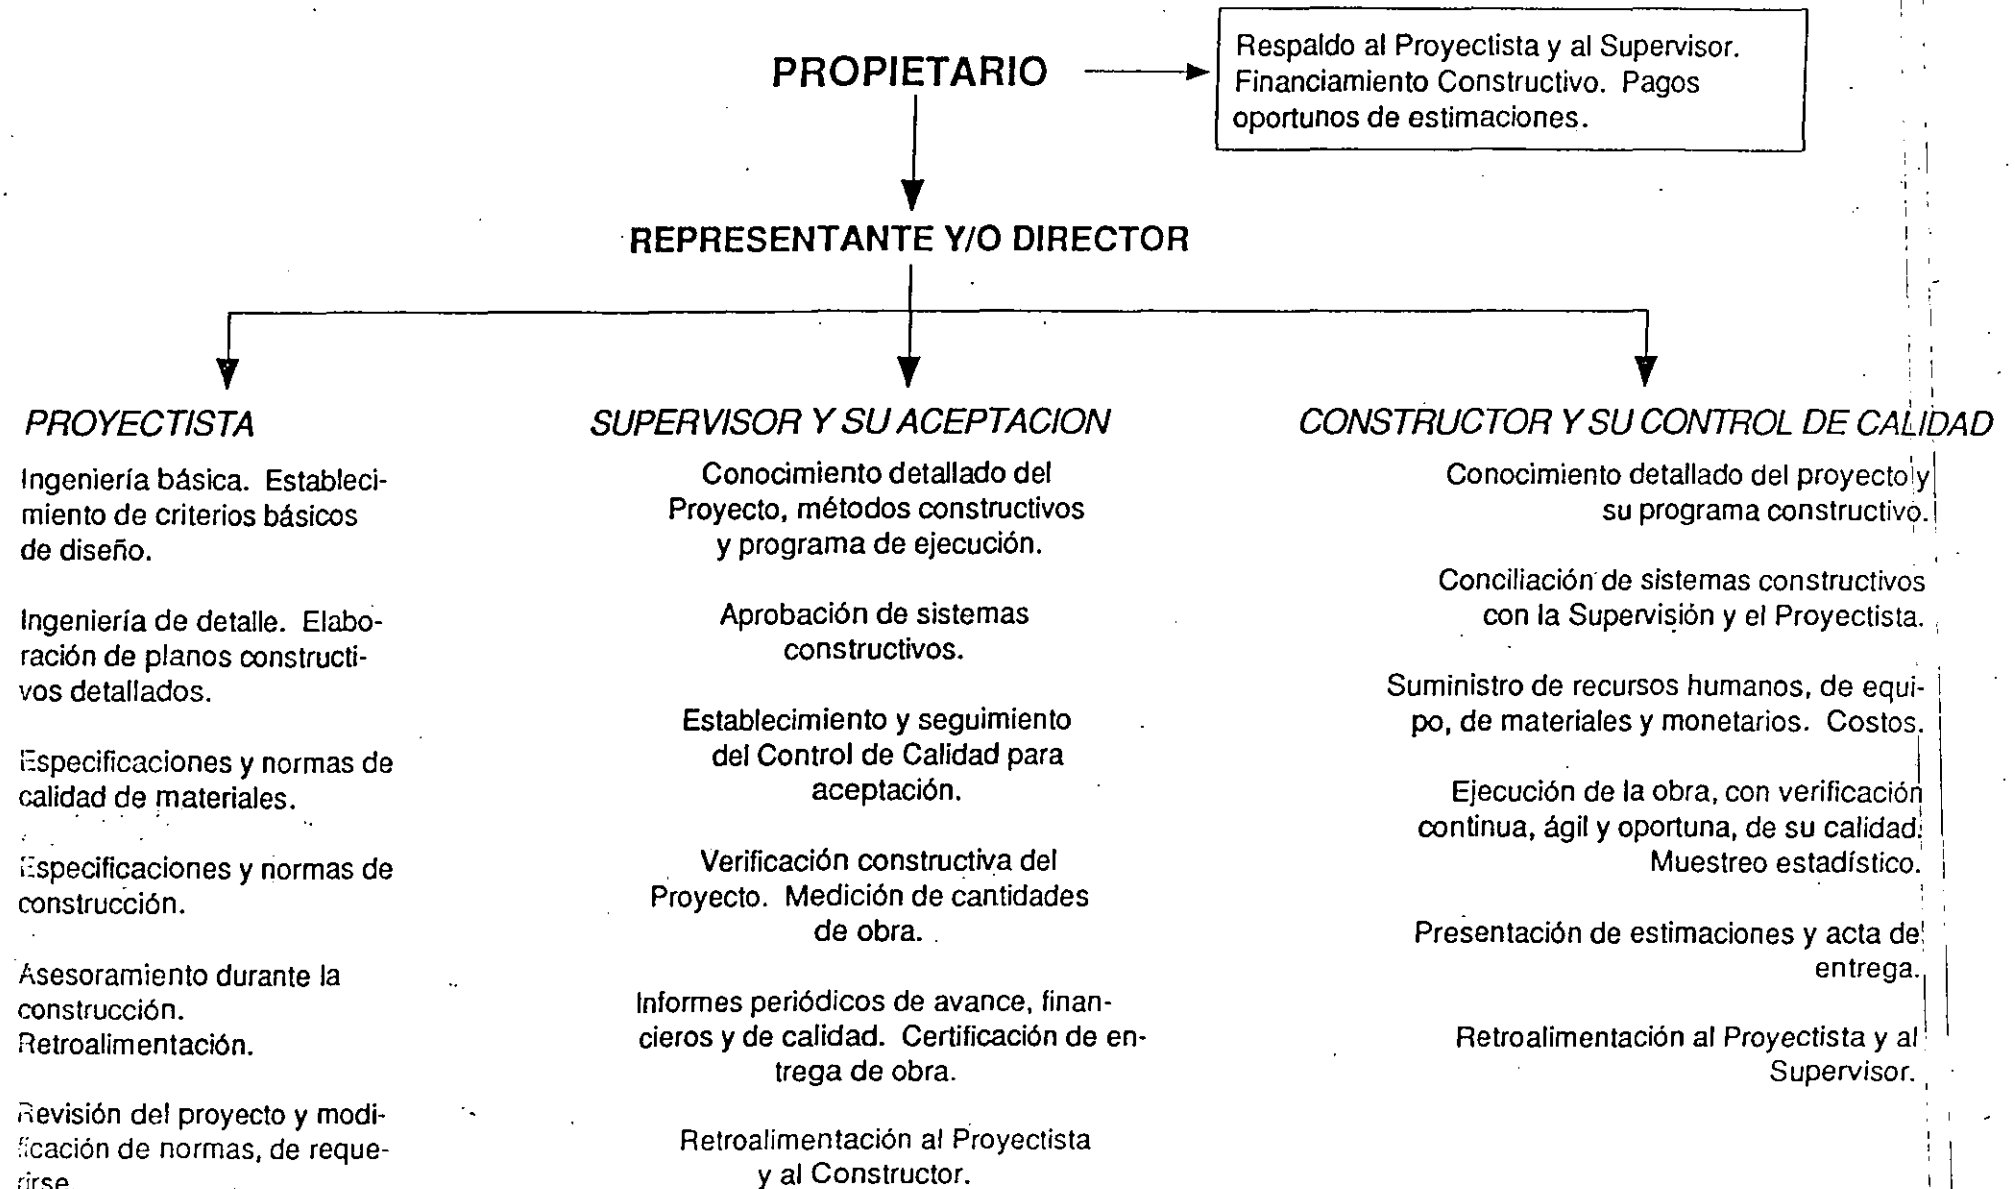 PROPIETARIO
Respaldo al Proyectista y al Supervisor.
Financiamiento Constructivo. Pagos
oportunos de estimaciones.
REPRESENTANTE Y/O DIRECTOR
PROYECTISTA
Ingeniería básica. Estableci-
miento de criterios básicos
de diseño.
Ingeniería de detalle. Elabo-
ración de planos constructi-
vos detallados.
Especificaciones y normas de
calidad de materiales.
Especificaciones y normas de
construcción.
Asesoramiento durante la
construcción.
Retroalimentación.
Revisión del proyecto y modi-
ficación de normas, de reque-
rirse.
SUPERVISOR Y SU ACEPTACION
Conocimiento detallado del
Proyecto, métodos constructivos
y programa de ejecución.
Aprobación de sistemas
constructivos.
Establecimiento y seguimiento
del Control de Calidad para
aceptación.
Verificación constructiva del
Proyecto. Medición de cantidades
de obra.
Informes periódicos de avance, finan-
cieros y de calidad. Certificación de en-
trega de obra.
Retroalimentación al Proyectista
y al Constructor.
CONSTRUCTOR Y SU CONTROL DE CALIDAD
Conocimiento detallado del proyecto y
su programa constructivo.
Conciliación de sistemas constructivos
con la Supervisión y el Proyectista.
Suministro de recursos humanos, de equi-
po, de materiales y monetarios. Costos.
Ejecución de la obra, con verificación
continua, ágil y oportuna, de su calidad.
Muestreo estadístico.
Presentación de estimaciones y acta de
entrega.
Retroalimentación al Proyectista y al
Supervisor.